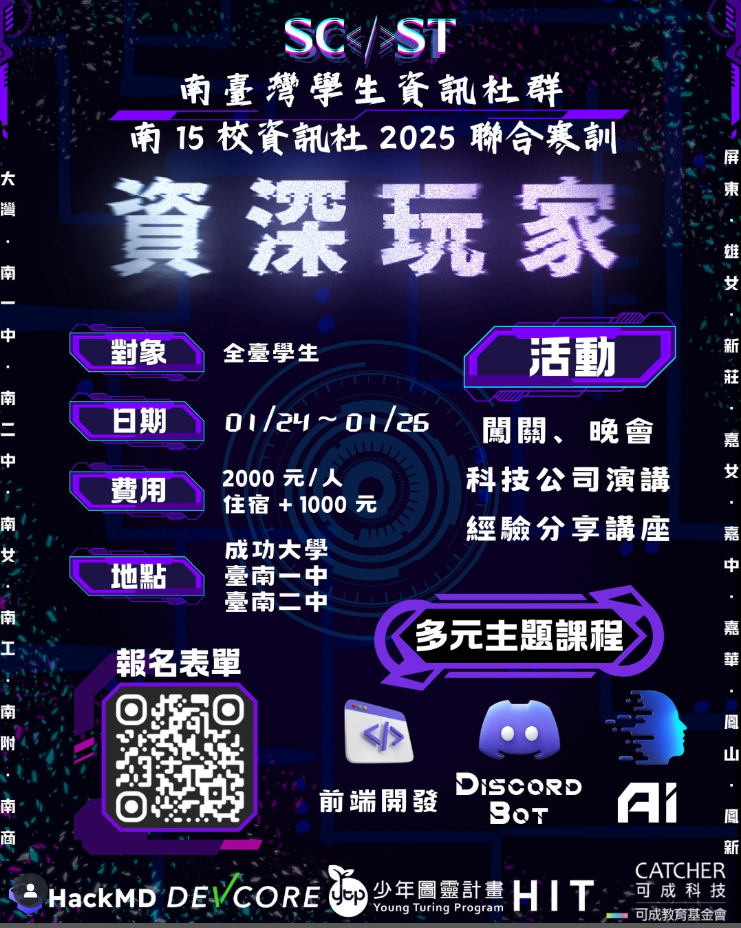 SC</>ST
南臺灣學生資訊社群
南 15 校資訊社 2025 聯合寒訓
資深玩家
大灣·南一中·南二中·南女·南工·南附·南商
屏東·雄女·新莊·嘉女·嘉中·嘉華·鳳山·鳳新
對象
全臺學生
日期
01/24~01/26
費用
2000 元/人
住宿 + 1000 元
地點
成功大學
臺南一中
臺南二中
活動
闖關、晚會
科技公司演講
經驗分享講座
多元主題課程
</>
前端開發
DISCORD
BOT
Ai
報名表單
HackMD
DEVCORE
ytp
少年圖靈計畫
Young Turing Program
HIT
CATCHER
可成科技
可成教育基金會